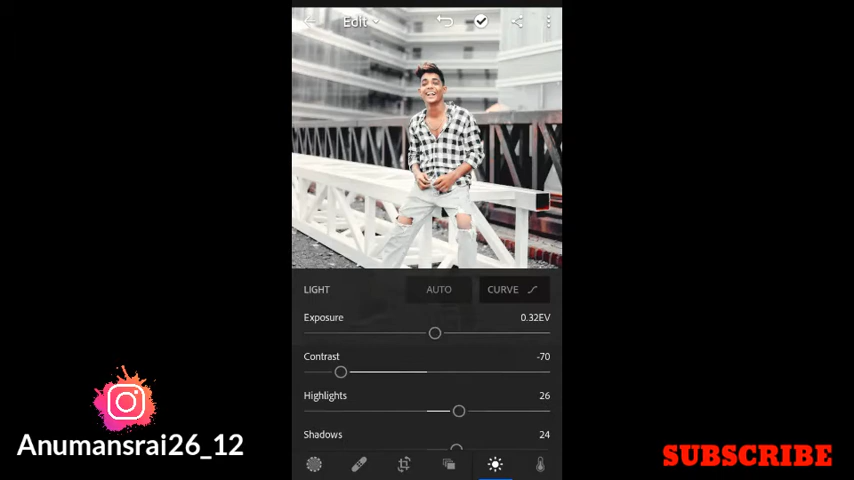 Edit
LIGHT
AUTO
CURVE
Exposure
0.32EV
Contrast
-70
Highlights
26
Shadows
24
Anumansrai26_12
SUBSCRIBE